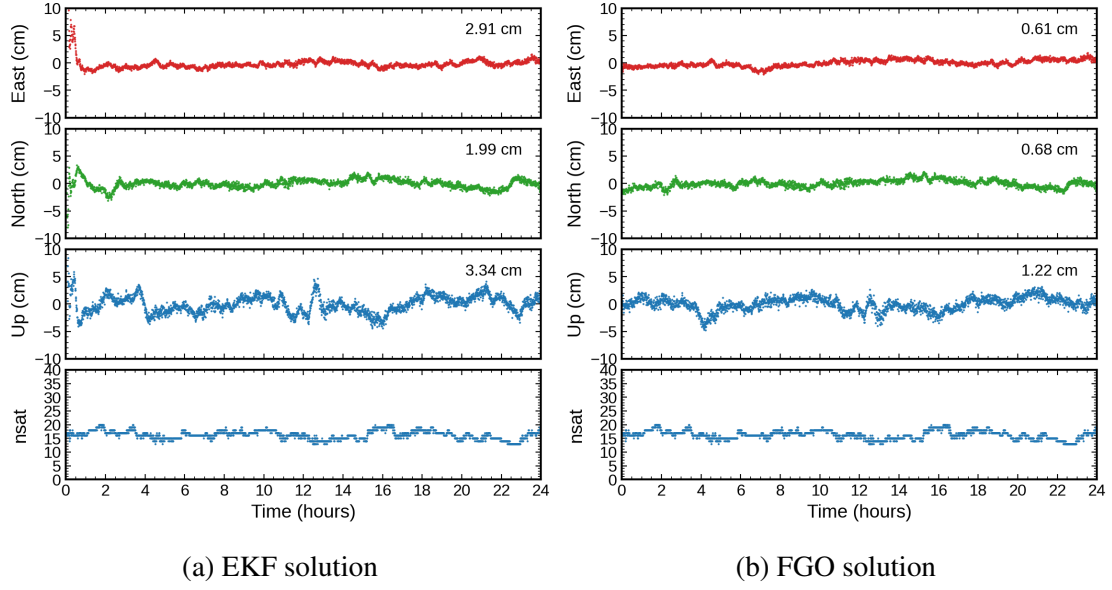 10
5
0
−5
−10
East (cm)
2.91 cm
10
5
0
−5
−10
North (cm)
1.99 cm
10
5
0
−5
−10
Up (cm)
3.34 cm
40
35
30
25
20
15
10
5
0
nsat
0 2 4 6 8 10 12 14 16 18 20 22 24
Time (hours)
(a) EKF solution
10
5
0
−5
−10
East (cm)
0.61 cm
10
5
0
−5
−10
North (cm)
0.68 cm
10
5
0
−5
−10
Up (cm)
1.22 cm
40
35
30
25
20
15
10
5
0
nsat
0 2 4 6 8 10 12 14 16 18 20 22 24
Time (hours)
(b) FGO solution